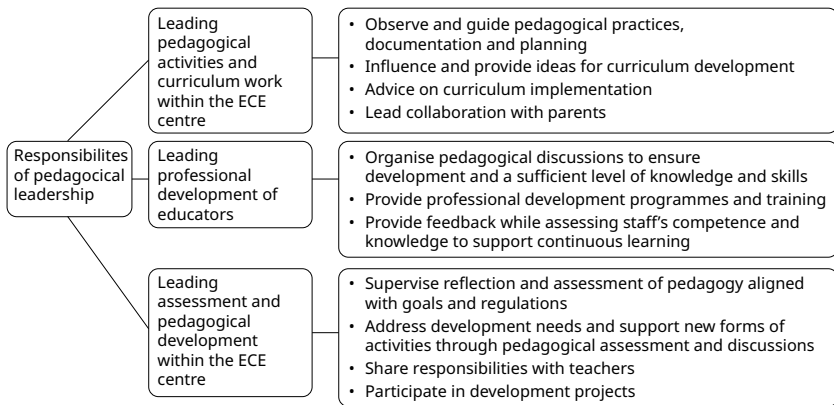 Responsibilites
of pedagocical
leadership
Leading
pedagogical
activities and
curriculum work
within the ECE
centre
• Observe and guide pedagogical practices,
documentation and planning
• Influence and provide ideas for curriculum development
• Advice on curriculum implementation
• Lead collaboration with parents
Leading
professional
development of
educators
• Organise pedagogical discussions to ensure
development and a sufficient level of knowledge and skills
• Provide professional development programmes and training
• Provide feedback while assessing staff’s competence and
knowledge to support continuous learning
Leading
assessment and
pedagogical
development
within the ECE
centre
• Supervise reflection and assessment of pedagogy aligned
with goals and regulations
• Address development needs and support new forms of
activities through pedagogical assessment and discussions
• Share responsibilities with teachers
• Participate in development projects